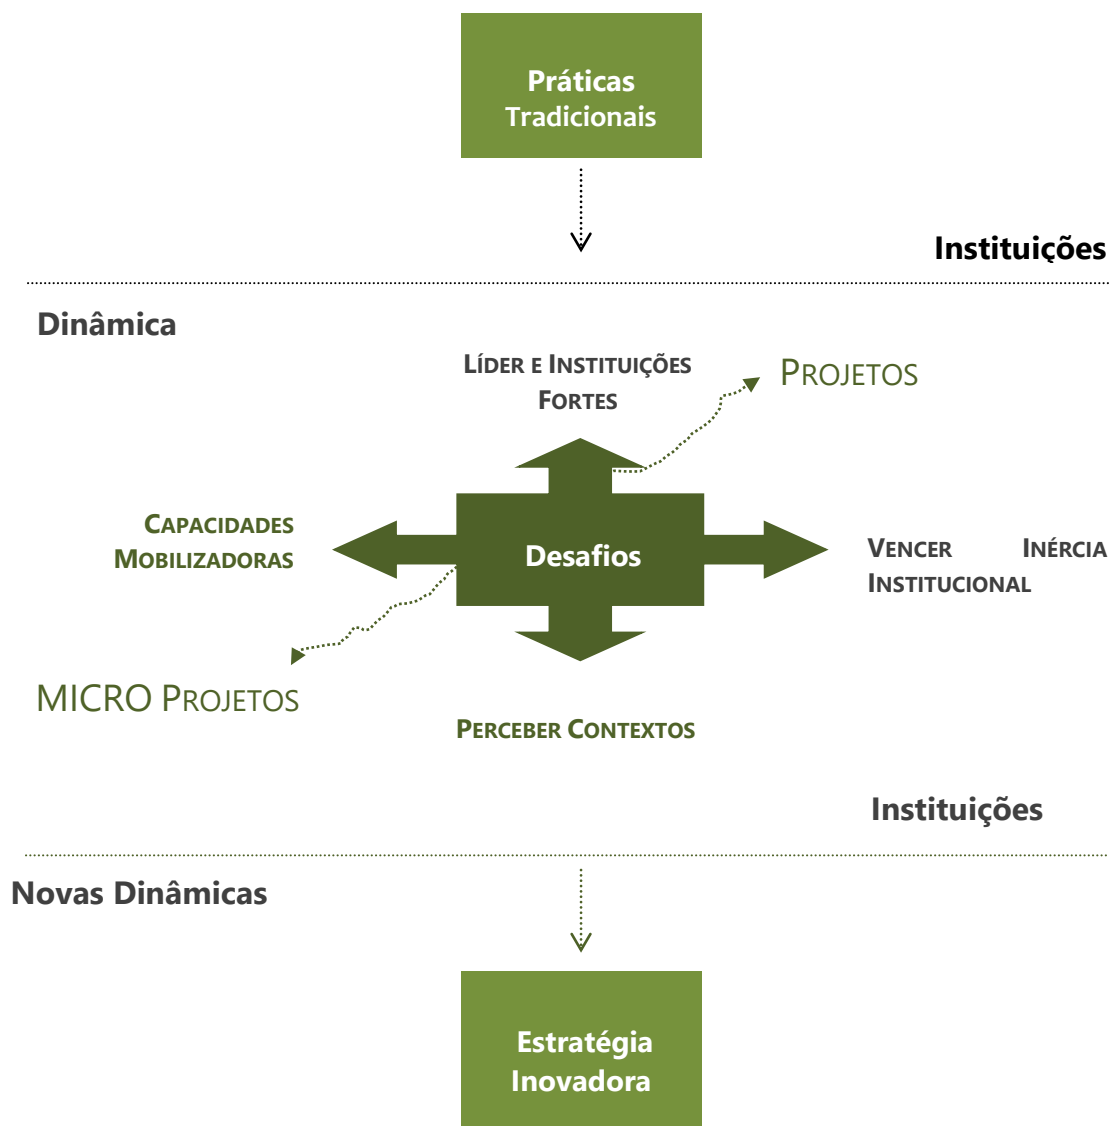 Práticas
Tradicionais
Instituições
Dinâmica
LÍDER E INSTITUIÇÕES
FORTES
PROJETOS
CAPACIDADES
MOBILIZADORAS
Desafios
VENCER INÉRCIA
INSTITUCIONAL
MICRO PROJETOS
PERCEBER CONTEXTOS
Instituições
Novas Dinâmicas
Estratégia
Inovadora